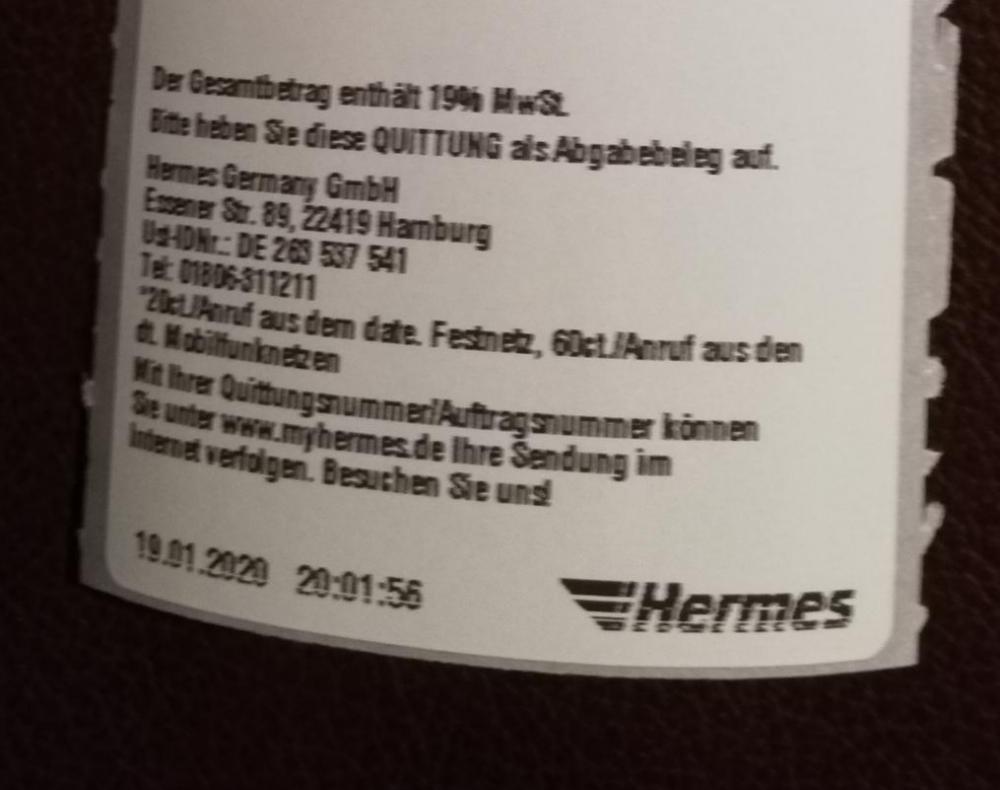 Der Gesamtbetrag enthält 19% MwSt.
Bitte heben Sie diese QUITTUNG als Abgabebeleg auf.
Hermes Germany GmbH
Essener Str. 89, 22419 Hamburg
Ust-IDNr.: DE 263 537 541
Tel: 01806-311211
*20ct./Anruf aus dem date. Festnetz, 60ct./Anruf aus den
dt. Mobilfunknetzen
Mit Ihrer Quittungsnummer/Auftragsnummer können
Sie unter www.myhermes.de Ihre Sendung im
Internet verfolgen. Besuchen Sie uns!
19.01.2020 20:01:56
Hermes